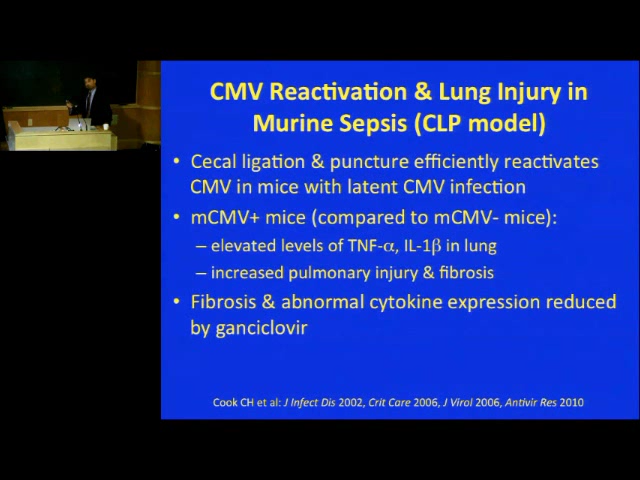 CMV Reactivation & Lung Injury in
Murine Sepsis (CLP model)
• Cecal ligation & puncture efficiently reactivates
CMV in mice with latent CMV infection
• mCMV+ mice (compared to mCMV- mice):
– elevated levels of TNF-α, IL-1β in lung
– increased pulmonary injury & fibrosis
• Fibrosis & abnormal cytokine expression reduced
by ganciclovir
Cook CH et al: J Infect Dis 2002, Crit Care 2006, J Virol 2006, Antivir Res 2010